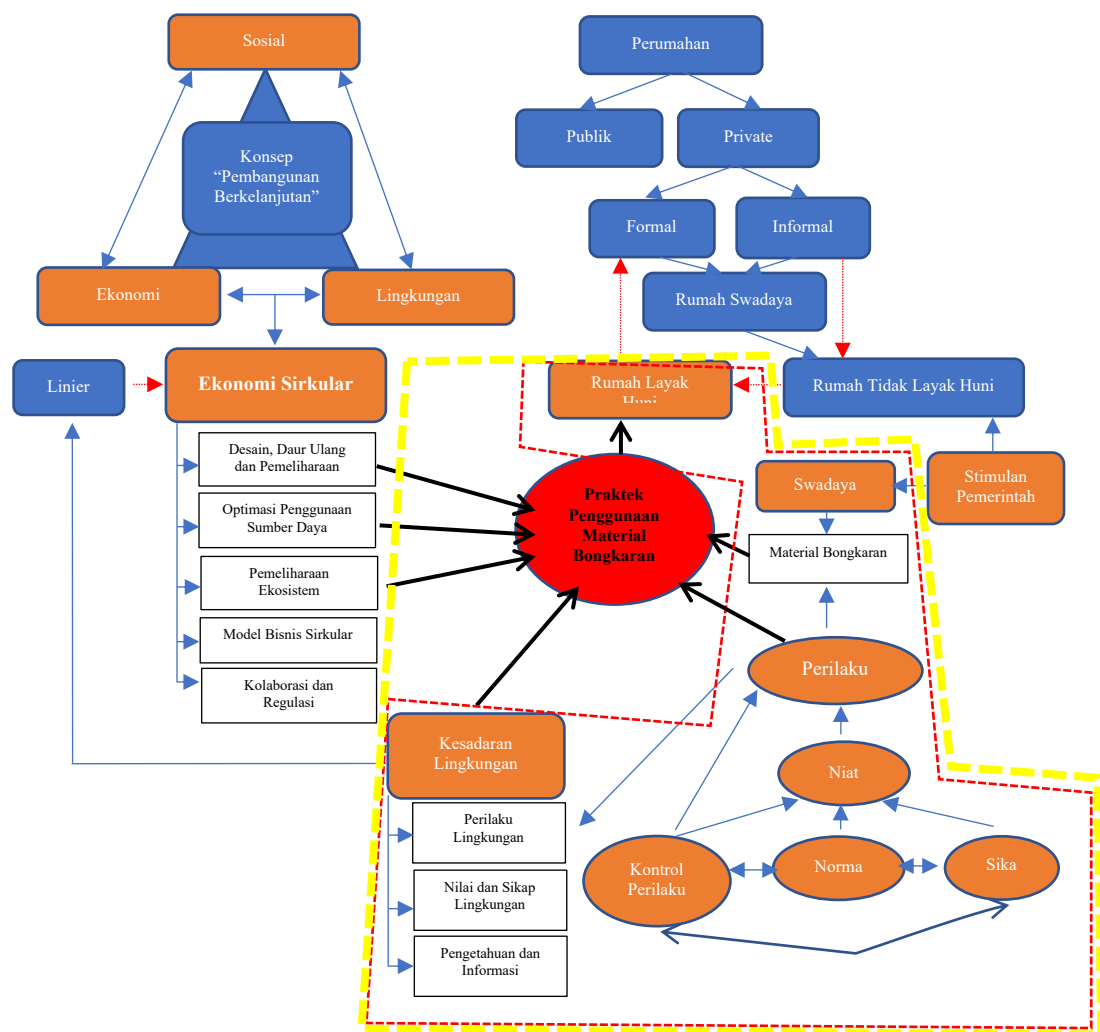 Sosial
Konsep
“Pembangunan
Berkelanjutan”
Ekonomi
Lingkungan
Perumahan
Publik
Private
Formal
Informal
Rumah Swadaya
Linier
Ekonomi Sirkular
Rumah Layak
Rumah Tidak Layak Huni
Desain, Daur Ulang
dan Pemeliharaan
Optimasi Penggunaan
Sumber Daya
Pemeliharaan
Ekosistem
Model Bisnis Sirkular
Kolaborasi dan
Regulasi
Praktek
Penggunaan
Material
Bongkaran
Swadaya
Stimulan
Pemerintah
Material Bongkaran
Perilaku
Niat
Kontrol
Perilaku
Norma
Sika
Kesadaran
Lingkungan
Perilaku
Lingkungan
Nilai dan Sikap
Lingkungan
Pengetahuan dan
Informasi